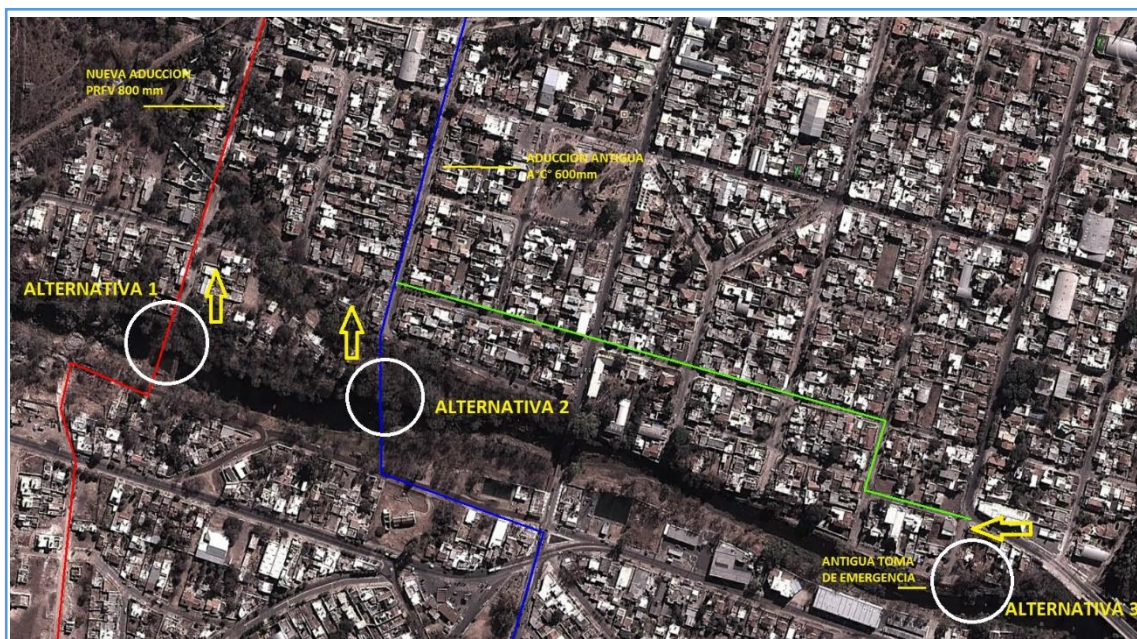 NUEVA ADUCCION
PRFV 800 mm
ADUCCION ANTIGUA
A°C° 600mm
ALTERNATIVA 1
ALTERNATIVA 2
ANTIGUA TOMA
DE EMERGENCIA
ALTERNATIVA 3